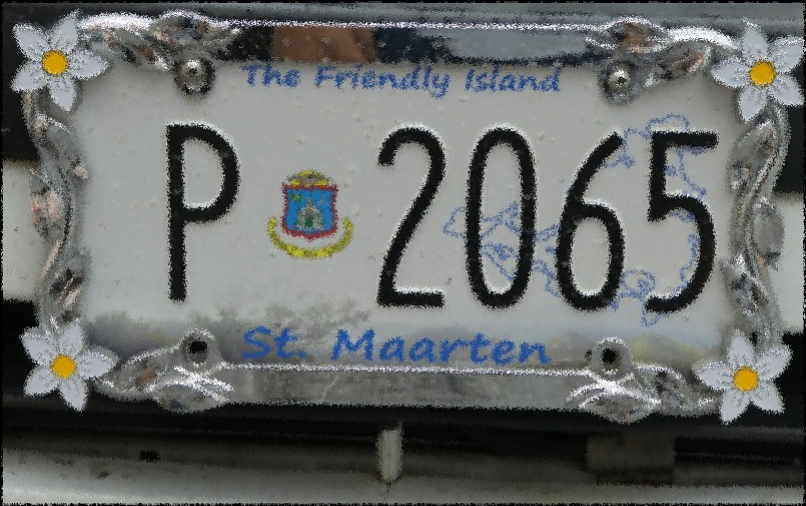 The Friendly Island
P 2065
St. Maarten